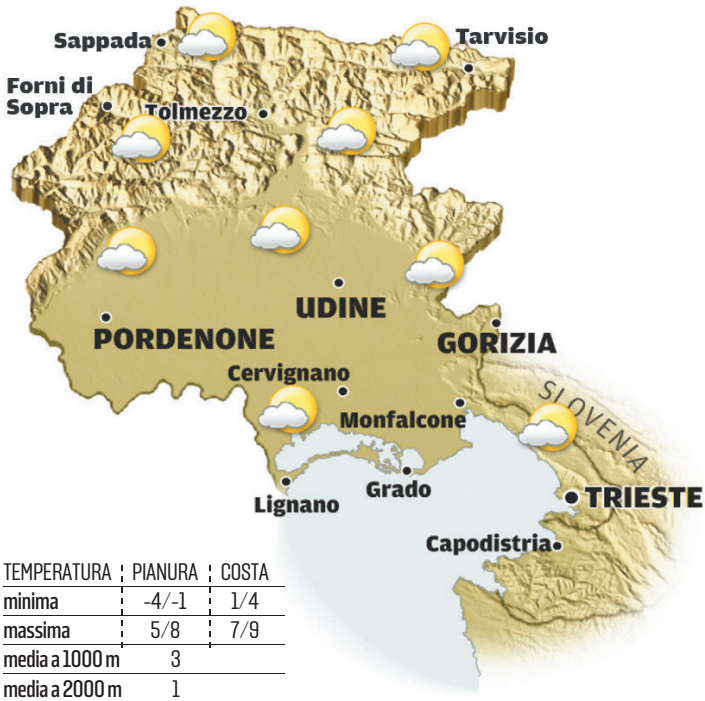 Sappada
Tarvisio
Forni di
Sopra
Tolmezzo
UDINE
PORDENONE
GORIZIA
Cervignano
SLOVENIA
Monfalcone
Grado
TRIESTE
Lignano
Capodistria
TEMPERATURA PIANURA COSTA
minima -4/-1 1/4
massima 5/8 7/9
media a 1000 m 3
media a 2000 m 1